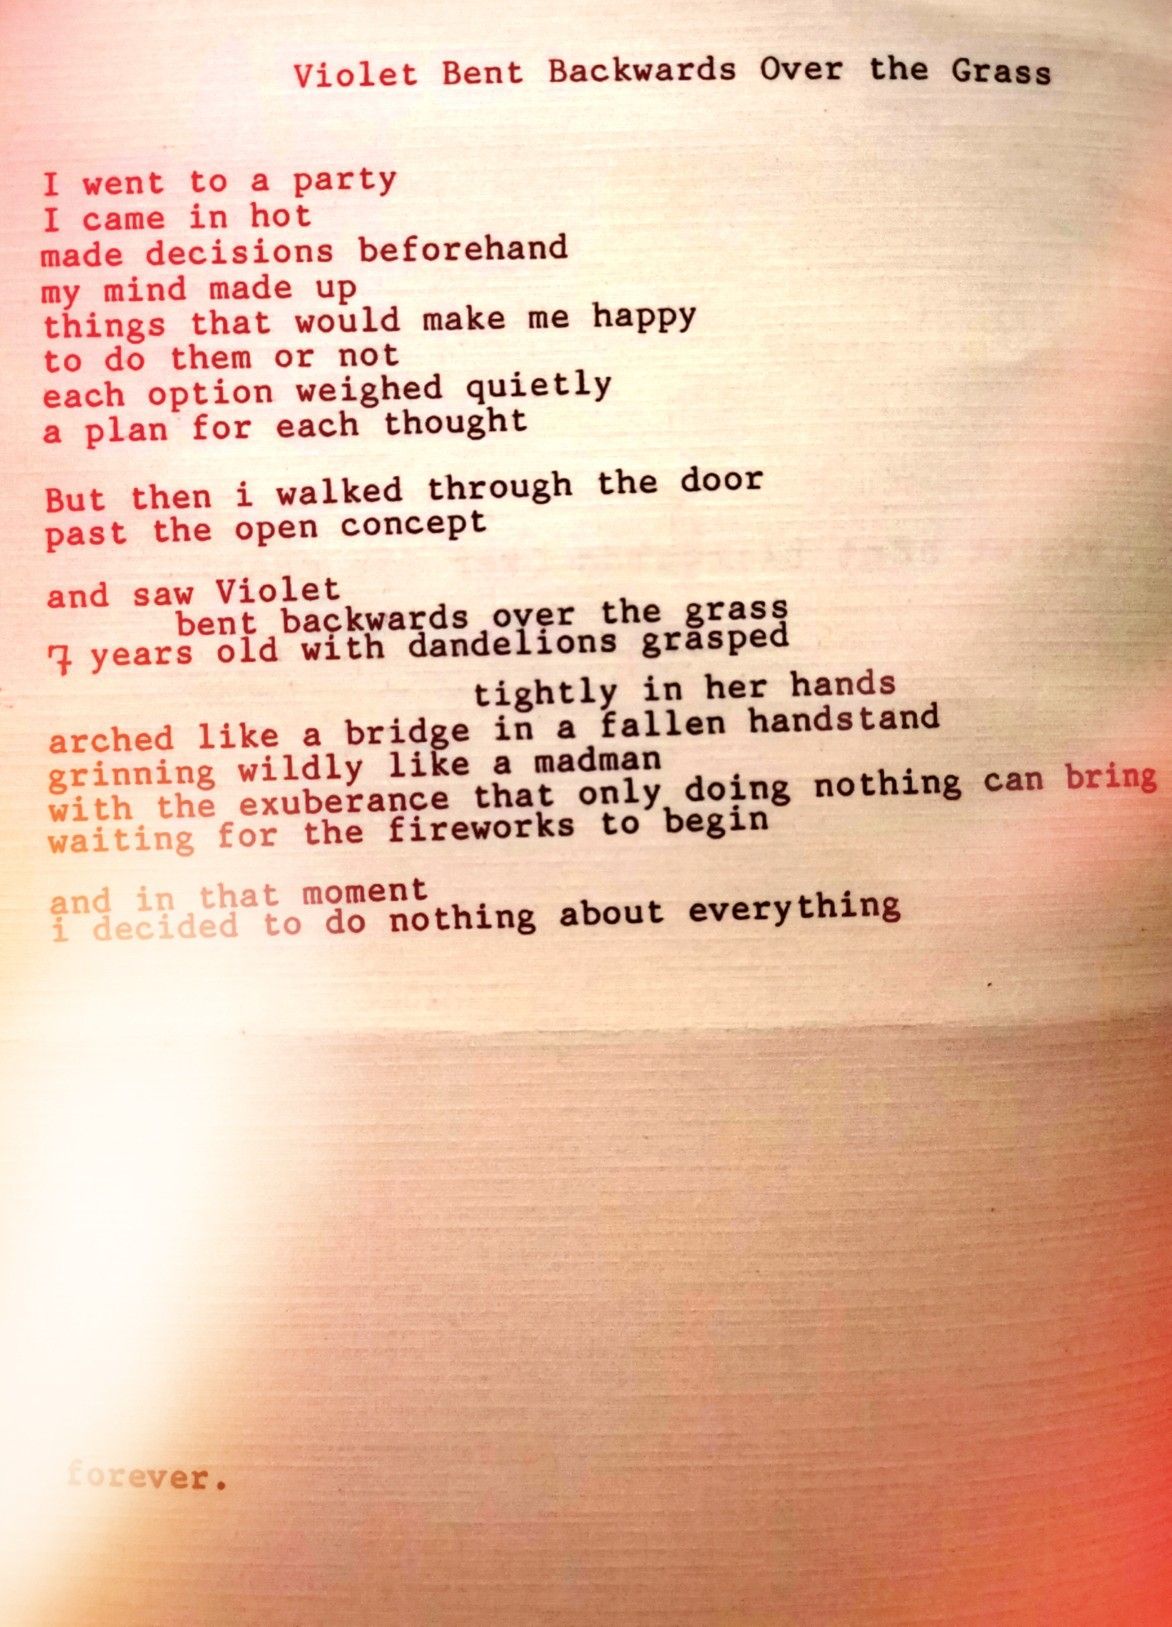 Violet Bent Backwards Over the Grass
I went to a party
I came in hot
made decisions beforehand
my mind made up
things that would make me happy
to do them or not
each option weighed quietly
a plan for each thought
But then i walked through the door
past the open concept
and saw Violet
bent backwards over the grass
7 years old with dandelions grasped
tightly in her hands
arched like a bridge in a fallen handstand
grinning wildly like a madman
with the exuberance that only doing nothing can bring
waiting for the fireworks to begin
and in that moment
i decided to do nothing about everything
forever.